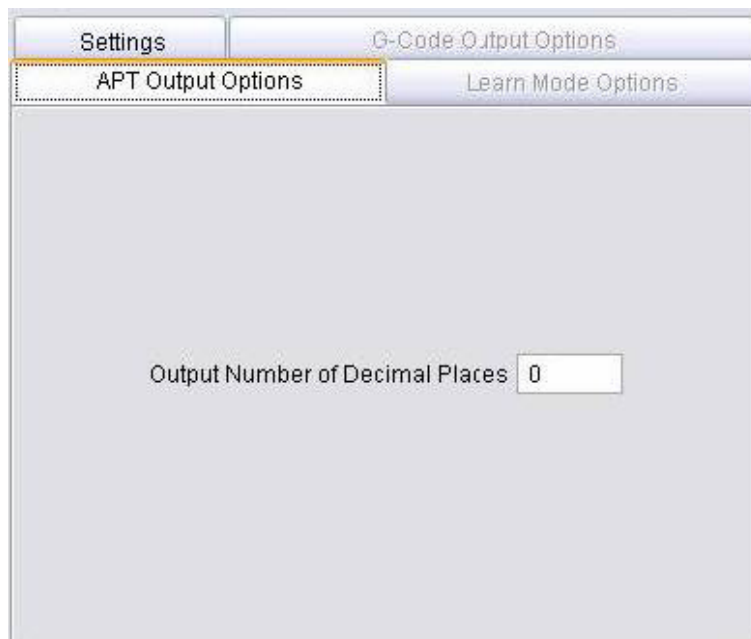 Settings
G-Code Output Options
APT Output Options
Learn Mode Options
Output Number of Decimal Places 0